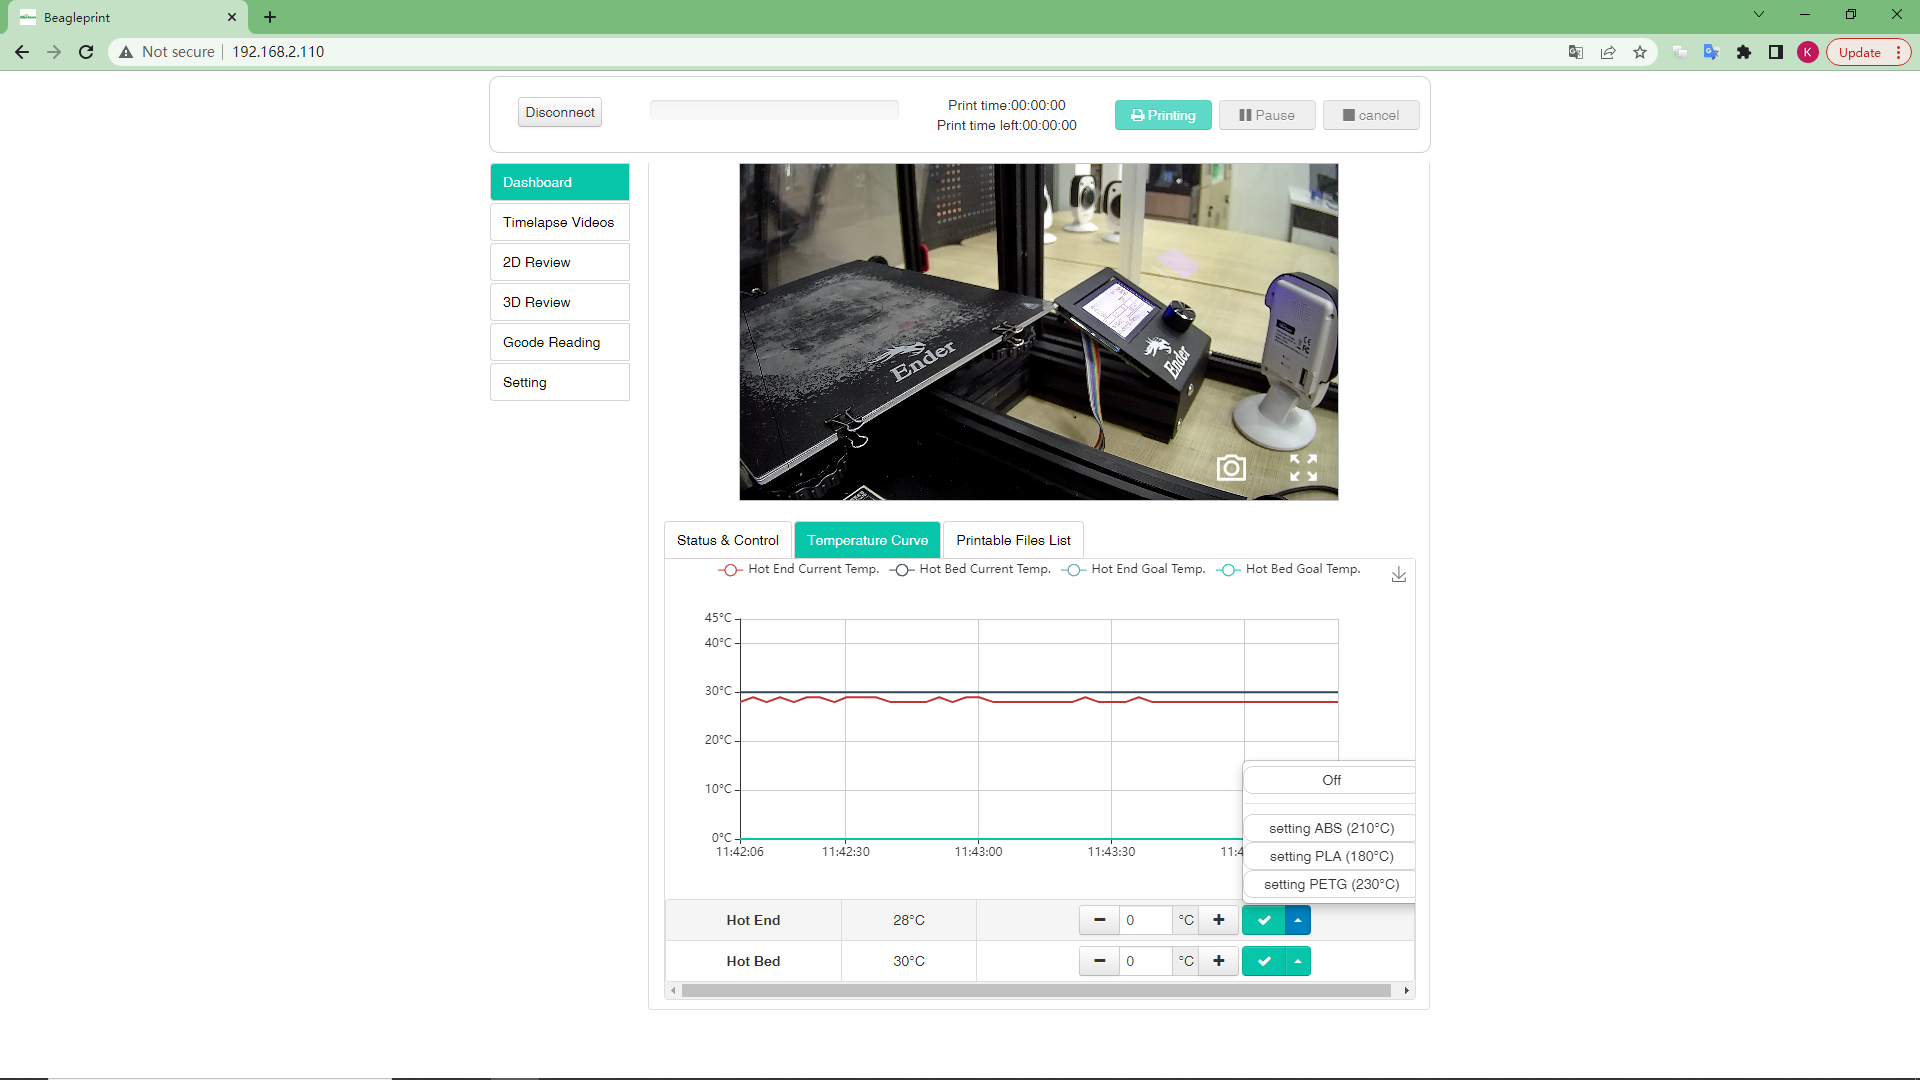 Beagleprint
Not secure
192.168.2.110
K
Update
Disconnect
Print time:00:00:00
Print time left:00:00:00
Printing
Pause
cancel
Dashboard
Timelapse Videos
2D Review
3D Review
Gcode Reading
Setting
Ender
Ender
Status & Control
Temperature Curve
Printable Files List
Hot End Current Temp.
Hot Bed Current Temp.
Hot End Goal Temp.
Hot Bed Goal Temp.
45°C
40°C
30°C
20°C
10°C
0°C
11:42:06
11:42:30
11:43:00
11:43:30
11:4
Off
setting ABS (210°C)
setting PLA (180°C)
setting PETG (230°C)
Hot End
28°C
0
°C
Hot Bed
30°C
0
°C